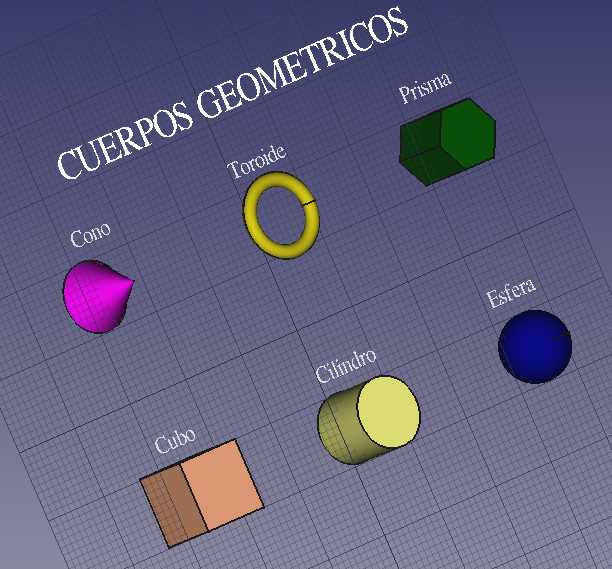 CUERPOS GEOMETRICOS
Prisma
Toroide
Cono
Esfera
Cilindro
Cubo